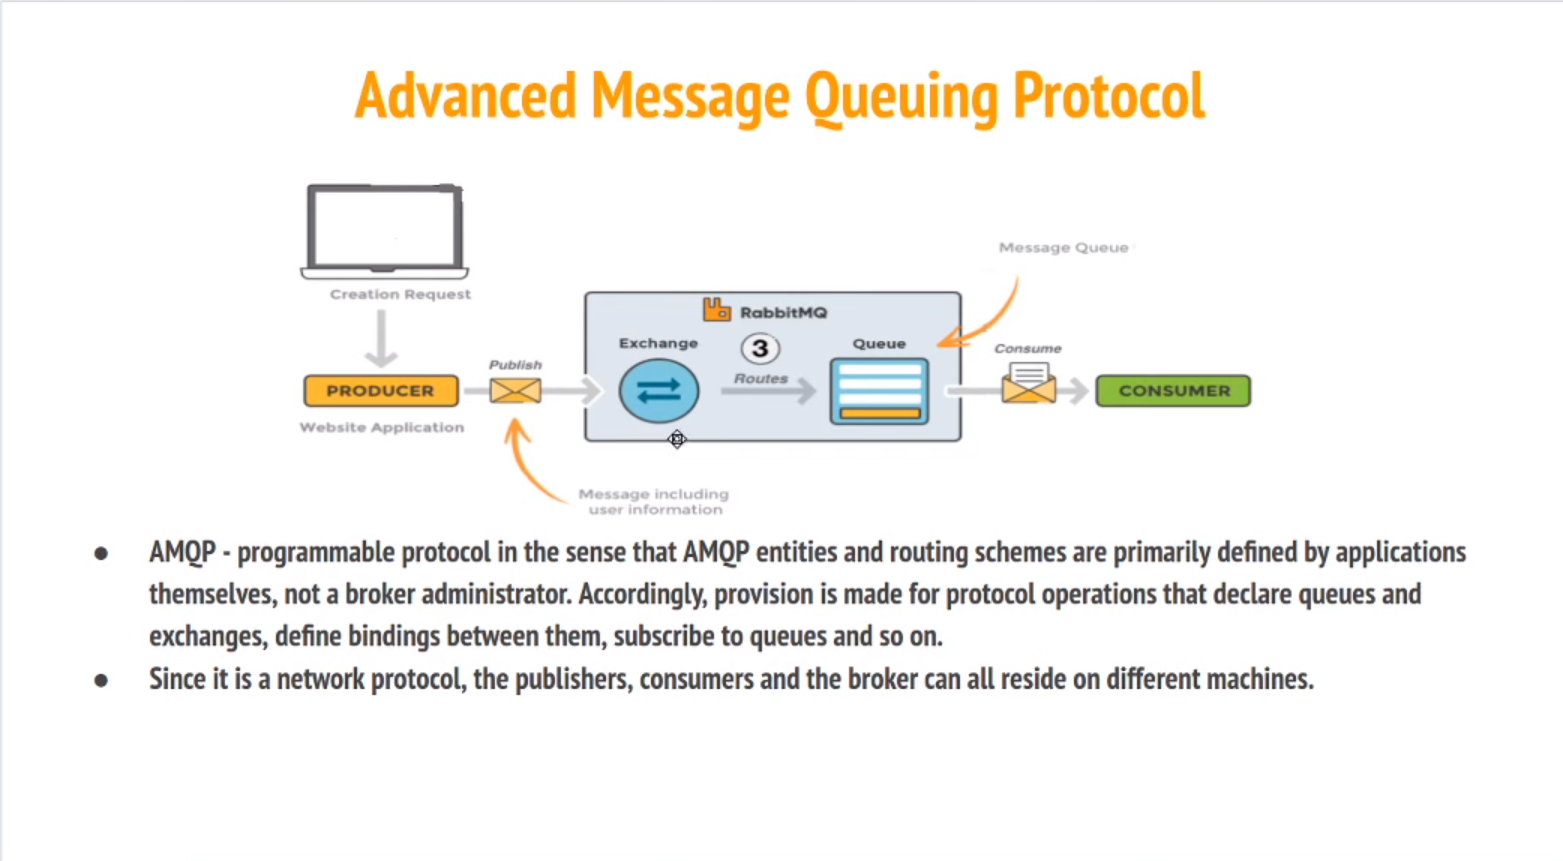 Advanced Message Queuing Protocol
Message Queue
Creation Request
RabbitMQ
Exchange
3
Queue
Publish
Routes
Consume
PRODUCER
CONSUMER
Website Application
Message including
user information
● AMQP - programmable protocol in the sense that AMQP entities and routing schemes are primarily defined by applications
themselves, not a broker administrator. Accordingly, provision is made for protocol operations that declare queues and
exchanges, define bindings between them, subscribe to queues and so on.
● Since it is a network protocol, the publishers, consumers and the broker can all reside on different machines.